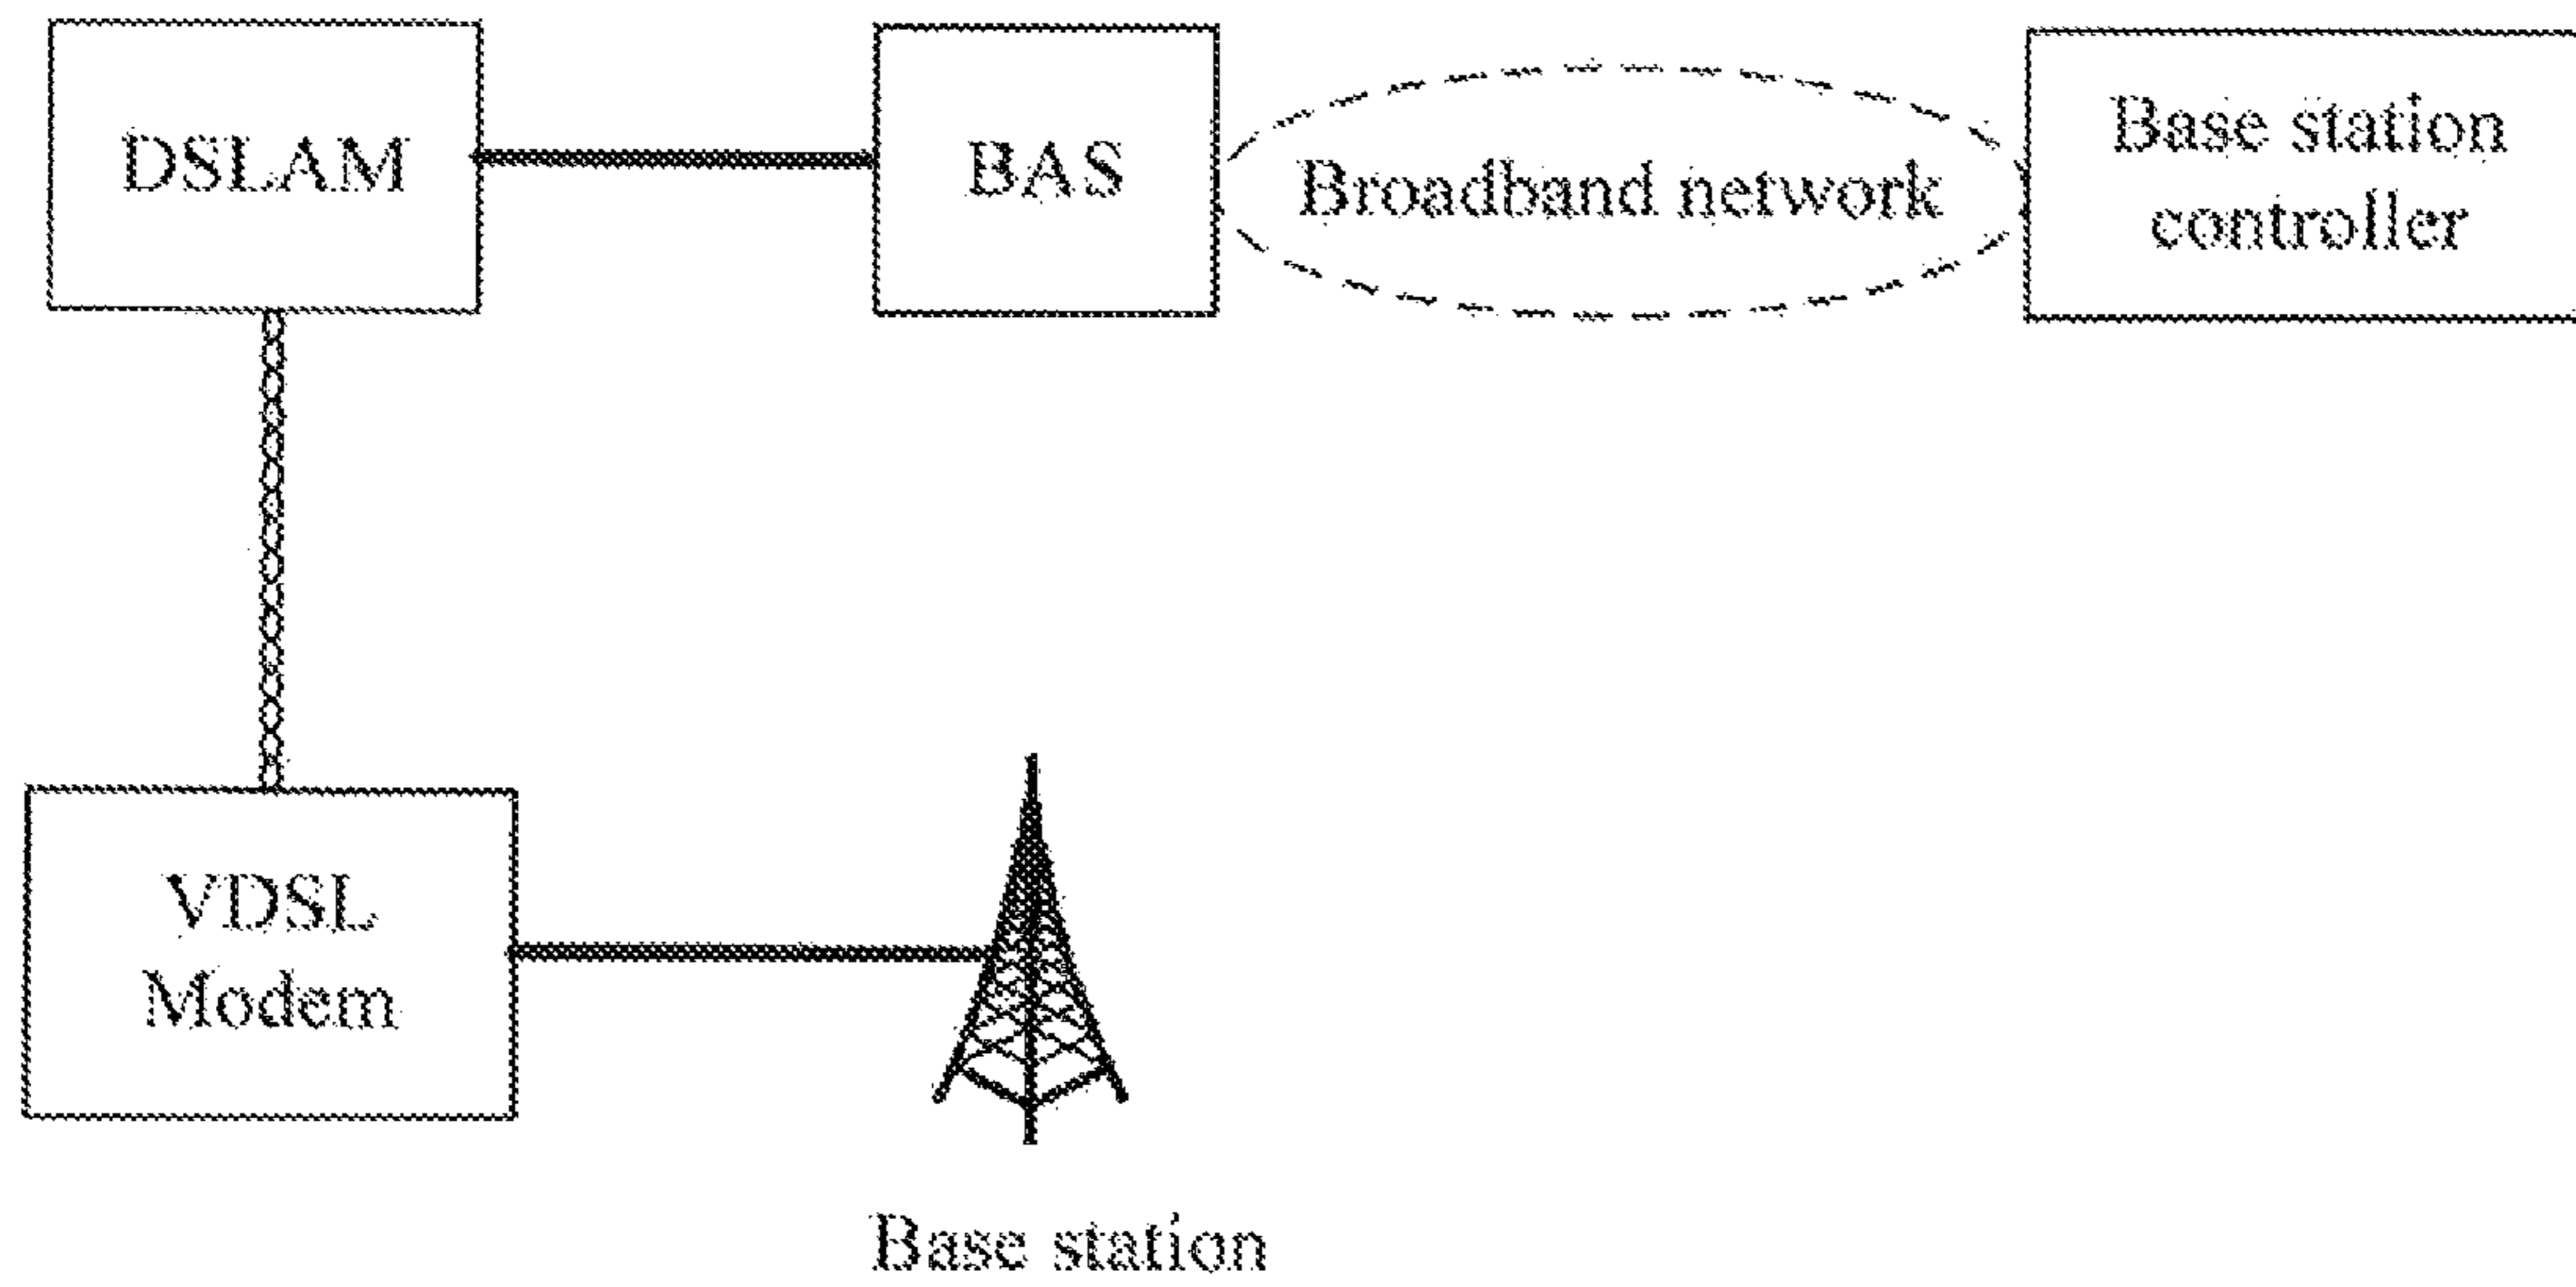 DSLAM
BAS
Broadband network
Base station
controller
VDSL
Modem
Base station